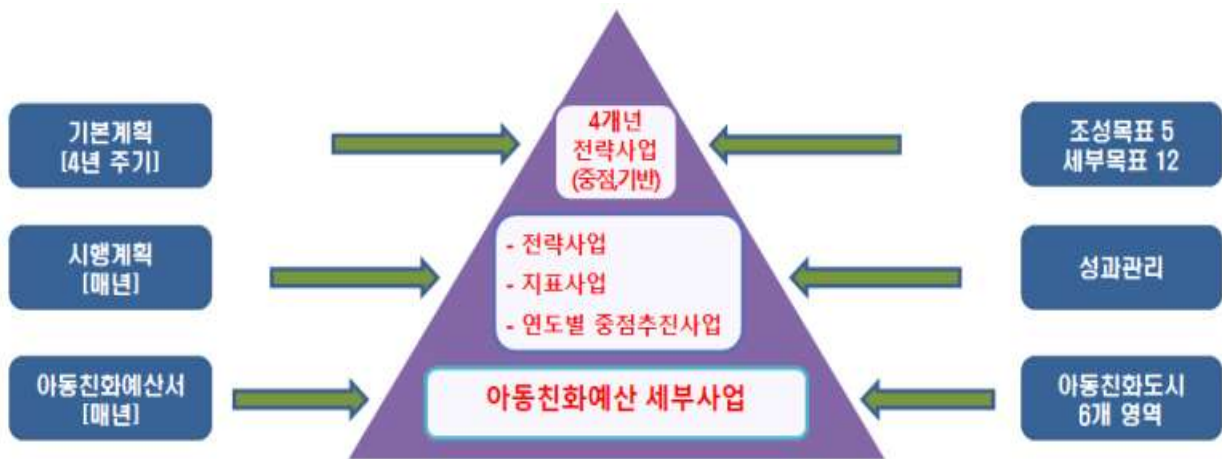 기본계획
[4년 주기]
4개년
전략사업
(중점,기반)
조성목표 5
세부목표 12
시행계획
[매년]
- 전략사업
- 지표사업
- 연도별 중점추진사업
성과관리
아동친화예산서
[매년]
아동친화예산 세부사업
아동친화도시
6개 영역